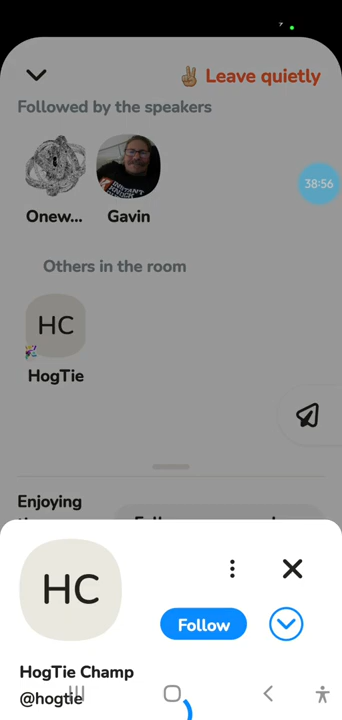 ✌🏼 Leave quietly
Followed by the speakers
38:56
Onew... Gavin
Others in the room
HC
HogTie
Enjoying
HC
Follow
HogTie Champ
@hogtie